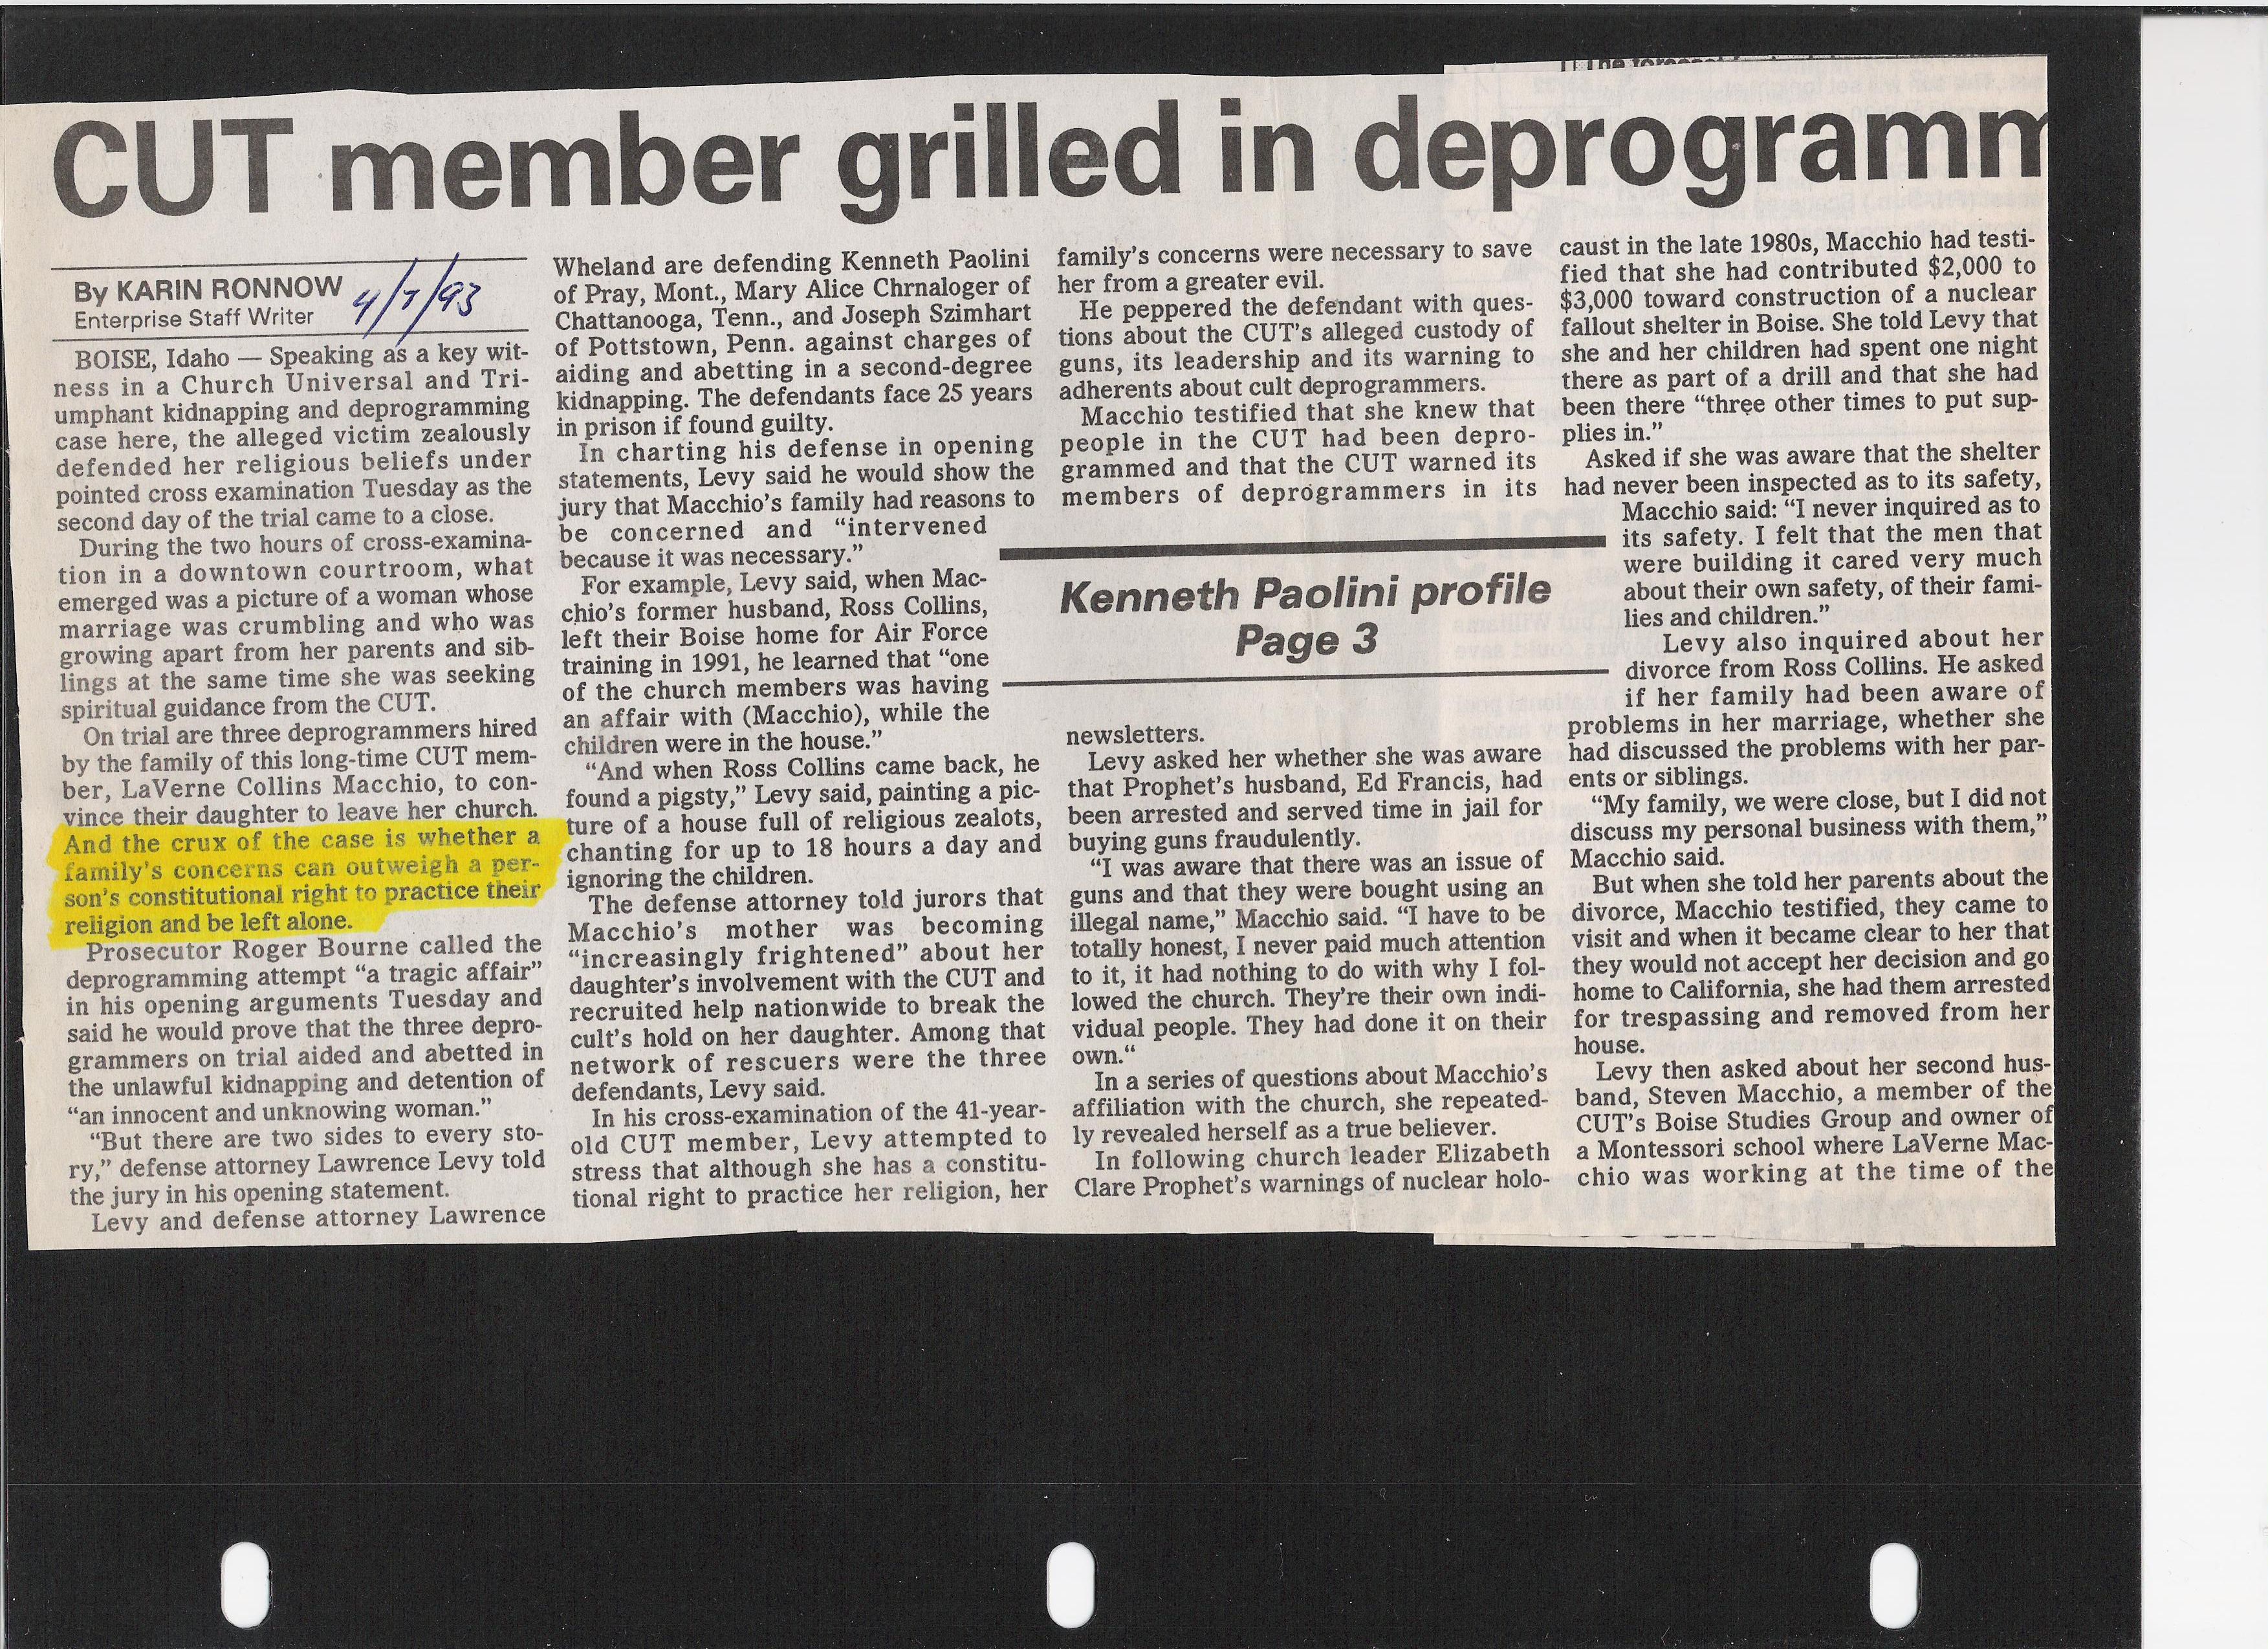 CUT member grilled in deprogramm
By KARIN RONNOW
Enterprise Staff Writer
4/7/93
BOISE, Idaho — Speaking as a key wit-
ness in a Church Universal and Tri-
umphant kidnapping and deprogramming
case here, the alleged victim zealously
defended her religious beliefs under
pointed cross examination Tuesday as the
second day of the trial came to a close.
During the two hours of cross-examina-
tion in a downtown courtroom, what
emerged was a picture of a woman whose
marriage was crumbling and who was
growing apart from her parents and sib-
lings at the same time she was seeking
spiritual guidance from the CUT.
On trial are three deprogrammers hired
by the family of this long-time CUT mem-
ber, LaVerne Collins Macchio, to con-
vince their daughter to leave her church.
And the crux of the case is whether a
family's concerns can outweigh a per-
son's constitutional right to practice their
religion and be left alone.
Prosecutor Roger Bourne called the
deprogramming attempt “a tragic affair”
in his opening arguments Tuesday and
said he would prove that the three depro-
grammers on trial aided and abetted in
the unlawful kidnapping and detention of
“an innocent and unknowing woman.”
“But there are two sides to every sto-
ry,” defense attorney Lawrence Levy told
the jury in his opening statement.
Levy and defense attorney Lawrence
Wheland are defending Kenneth Paolini
of Pray, Mont., Mary Alice Chrnaloger of
Chattanooga, Tenn., and Joseph Szimhart
of Pottstown, Penn. against charges of
aiding and abetting in a second-degree
kidnapping. The defendants face 25 years
in prison if found guilty.
In charting his defense in opening
statements, Levy said he would show the
jury that Macchio's family had reasons to
be concerned and “intervened
because it was necessary.”
For example, Levy said, when Mac-
chio's former husband, Ross Collins,
left their Boise home for Air Force
training in 1991, he learned that “one
of the church members was having
an affair with (Macchio), while the
children were in the house.”
“And when Ross Collins came back, he
found a pigsty,” Levy said, painting a pic-
ture of a house full of religious zealots,
chanting for up to 18 hours a day and
ignoring the children.
The defense attorney told jurors that
Macchio's mother was becoming
“increasingly frightened” about her
daughter's involvement with the CUT and
recruited help nationwide to break the
cult's hold on her daughter. Among that
network of rescuers were the three
defendants, Levy said.
In his cross-examination of the 41-year-
old CUT member, Levy attempted to
stress that although she has a constitu-
tional right to practice her religion, her
family's concerns were necessary to save
her from a greater evil.
He peppered the defendant with ques-
tions about the CUT's alleged custody of
guns, its leadership and its warning to
adherents about cult deprogrammers.
Macchio testified that she knew that
people in the CUT had been depro-
grammed and that the CUT warned its
members of deprogrammers in its
Kenneth Paolini profile
Page 3
newsletters.
Levy asked her whether she was aware
that Prophet's husband, Ed Francis, had
been arrested and served time in jail for
buying guns fraudulently.
“I was aware that there was an issue of
guns and that they were bought using an
illegal name,” Macchio said. “I have to be
totally honest, I never paid much attention
to it, it had nothing to do with why I fol-
lowed the church. They're their own indi-
vidual people. They had done it on their
own.“
In a series of questions about Macchio's
affiliation with the church, she repeated-
ly revealed herself as a true believer.
In following church leader Elizabeth
Clare Prophet's warnings of nuclear holo-
caust in the late 1980s, Macchio had testi-
fied that she had contributed $2,000 to
$3,000 toward construction of a nuclear
fallout shelter in Boise. She told Levy that
she and her children had spent one night
there as part of a drill and that she had
been there “three other times to put sup-
plies in.”
Asked if she was aware that the shelter
had never been inspected as to its safety,
Macchio said: “I never inquired as to
its safety. I felt that the men that
were building it cared very much
about their own safety, of their fami-
lies and children.”
Levy also inquired about her
divorce from Ross Collins. He asked
if her family had been aware of
problems in her marriage, whether she
had discussed the problems with her par-
ents or siblings.
“My family, we were close, but I did not
discuss my personal business with them,”
Macchio said.
But when she told her parents about the
divorce, Macchio testified, they came to
visit and when it became clear to her that
they would not accept her decision and go
home to California, she had them arrested
for trespassing and removed from her
house.
Levy then asked about her second hus-
band, Steven Macchio, a member of the
CUT's Boise Studies Group and owner of
a Montessori school where LaVerne Mac-
chio was working at the time of the